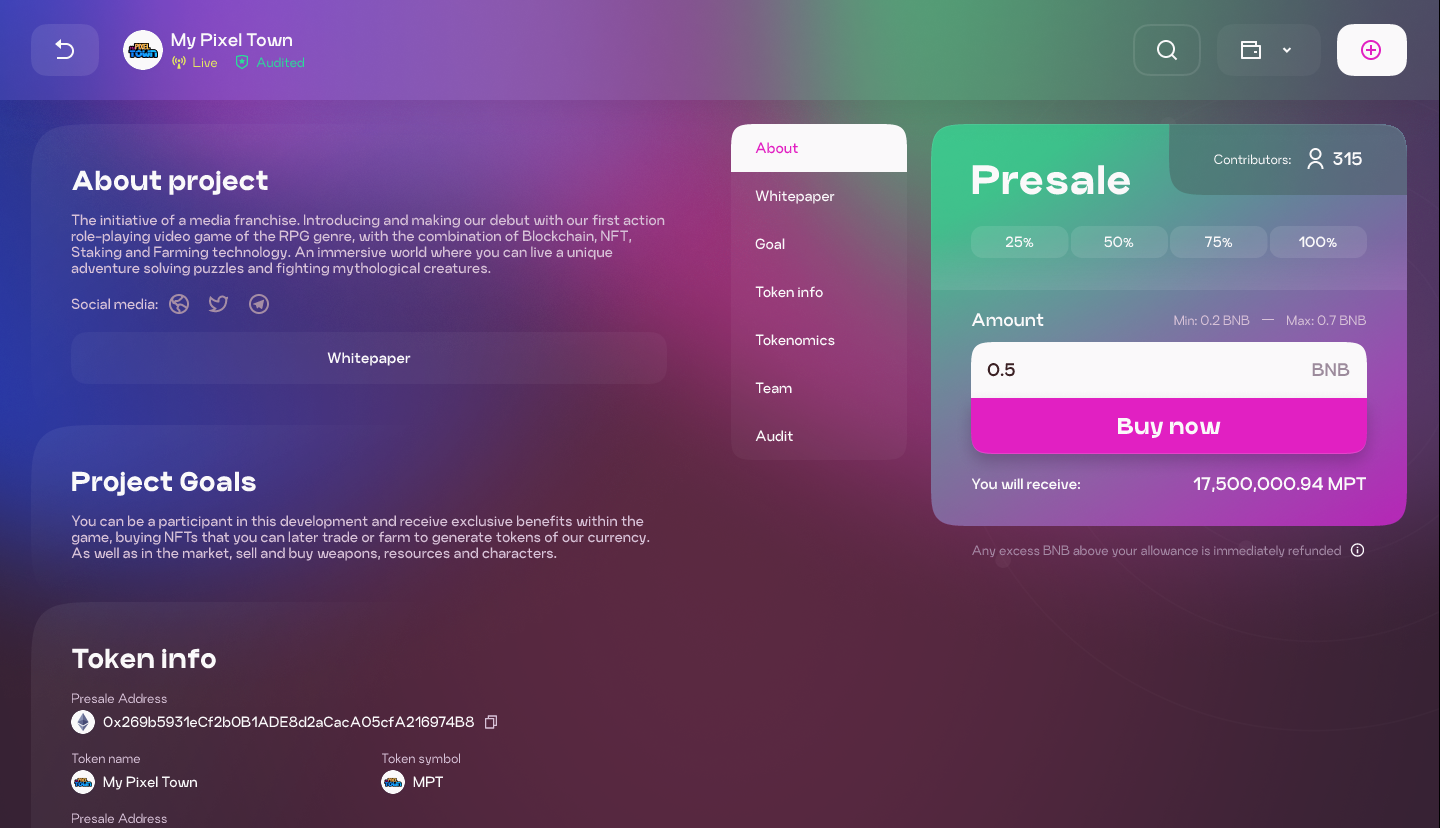 My Pixel Town
Live
Audited
About project
The initiative of a media franchise. Introducing and making our debut with our first action
role-playing video game of the RPG genre, with the combination of Blockchain, NFT,
Staking and Farming technology. An immersive world where you can live a unique
adventure solving puzzles and fighting mythological creatures.
Social media:
Whitepaper
Project Goals
You can be a participant in this development and receive exclusive benefits within the
game, buying NFTs that you can later trade or farm to generate tokens of our currency.
As well as in the market, sell and buy weapons, resources and characters.
Token info
Presale Address
0x269b5931eCf2b0B1ADE8d2aCacA05cfA216974B8
Token name
Token symbol
My Pixel Town
MPT
Presale Address
About
Whitepaper
Goal
Token info
Tokenomics
Team
Audit
Presale
Contributors: 315
25% 50% 75% 100%
Amount
Min: 0.2 BNB — Max: 0.7 BNB
0.5 BNB
Buy now
You will receive: 17,500,000.94 MPT
Any excess BNB above your allowance is immediately refunded